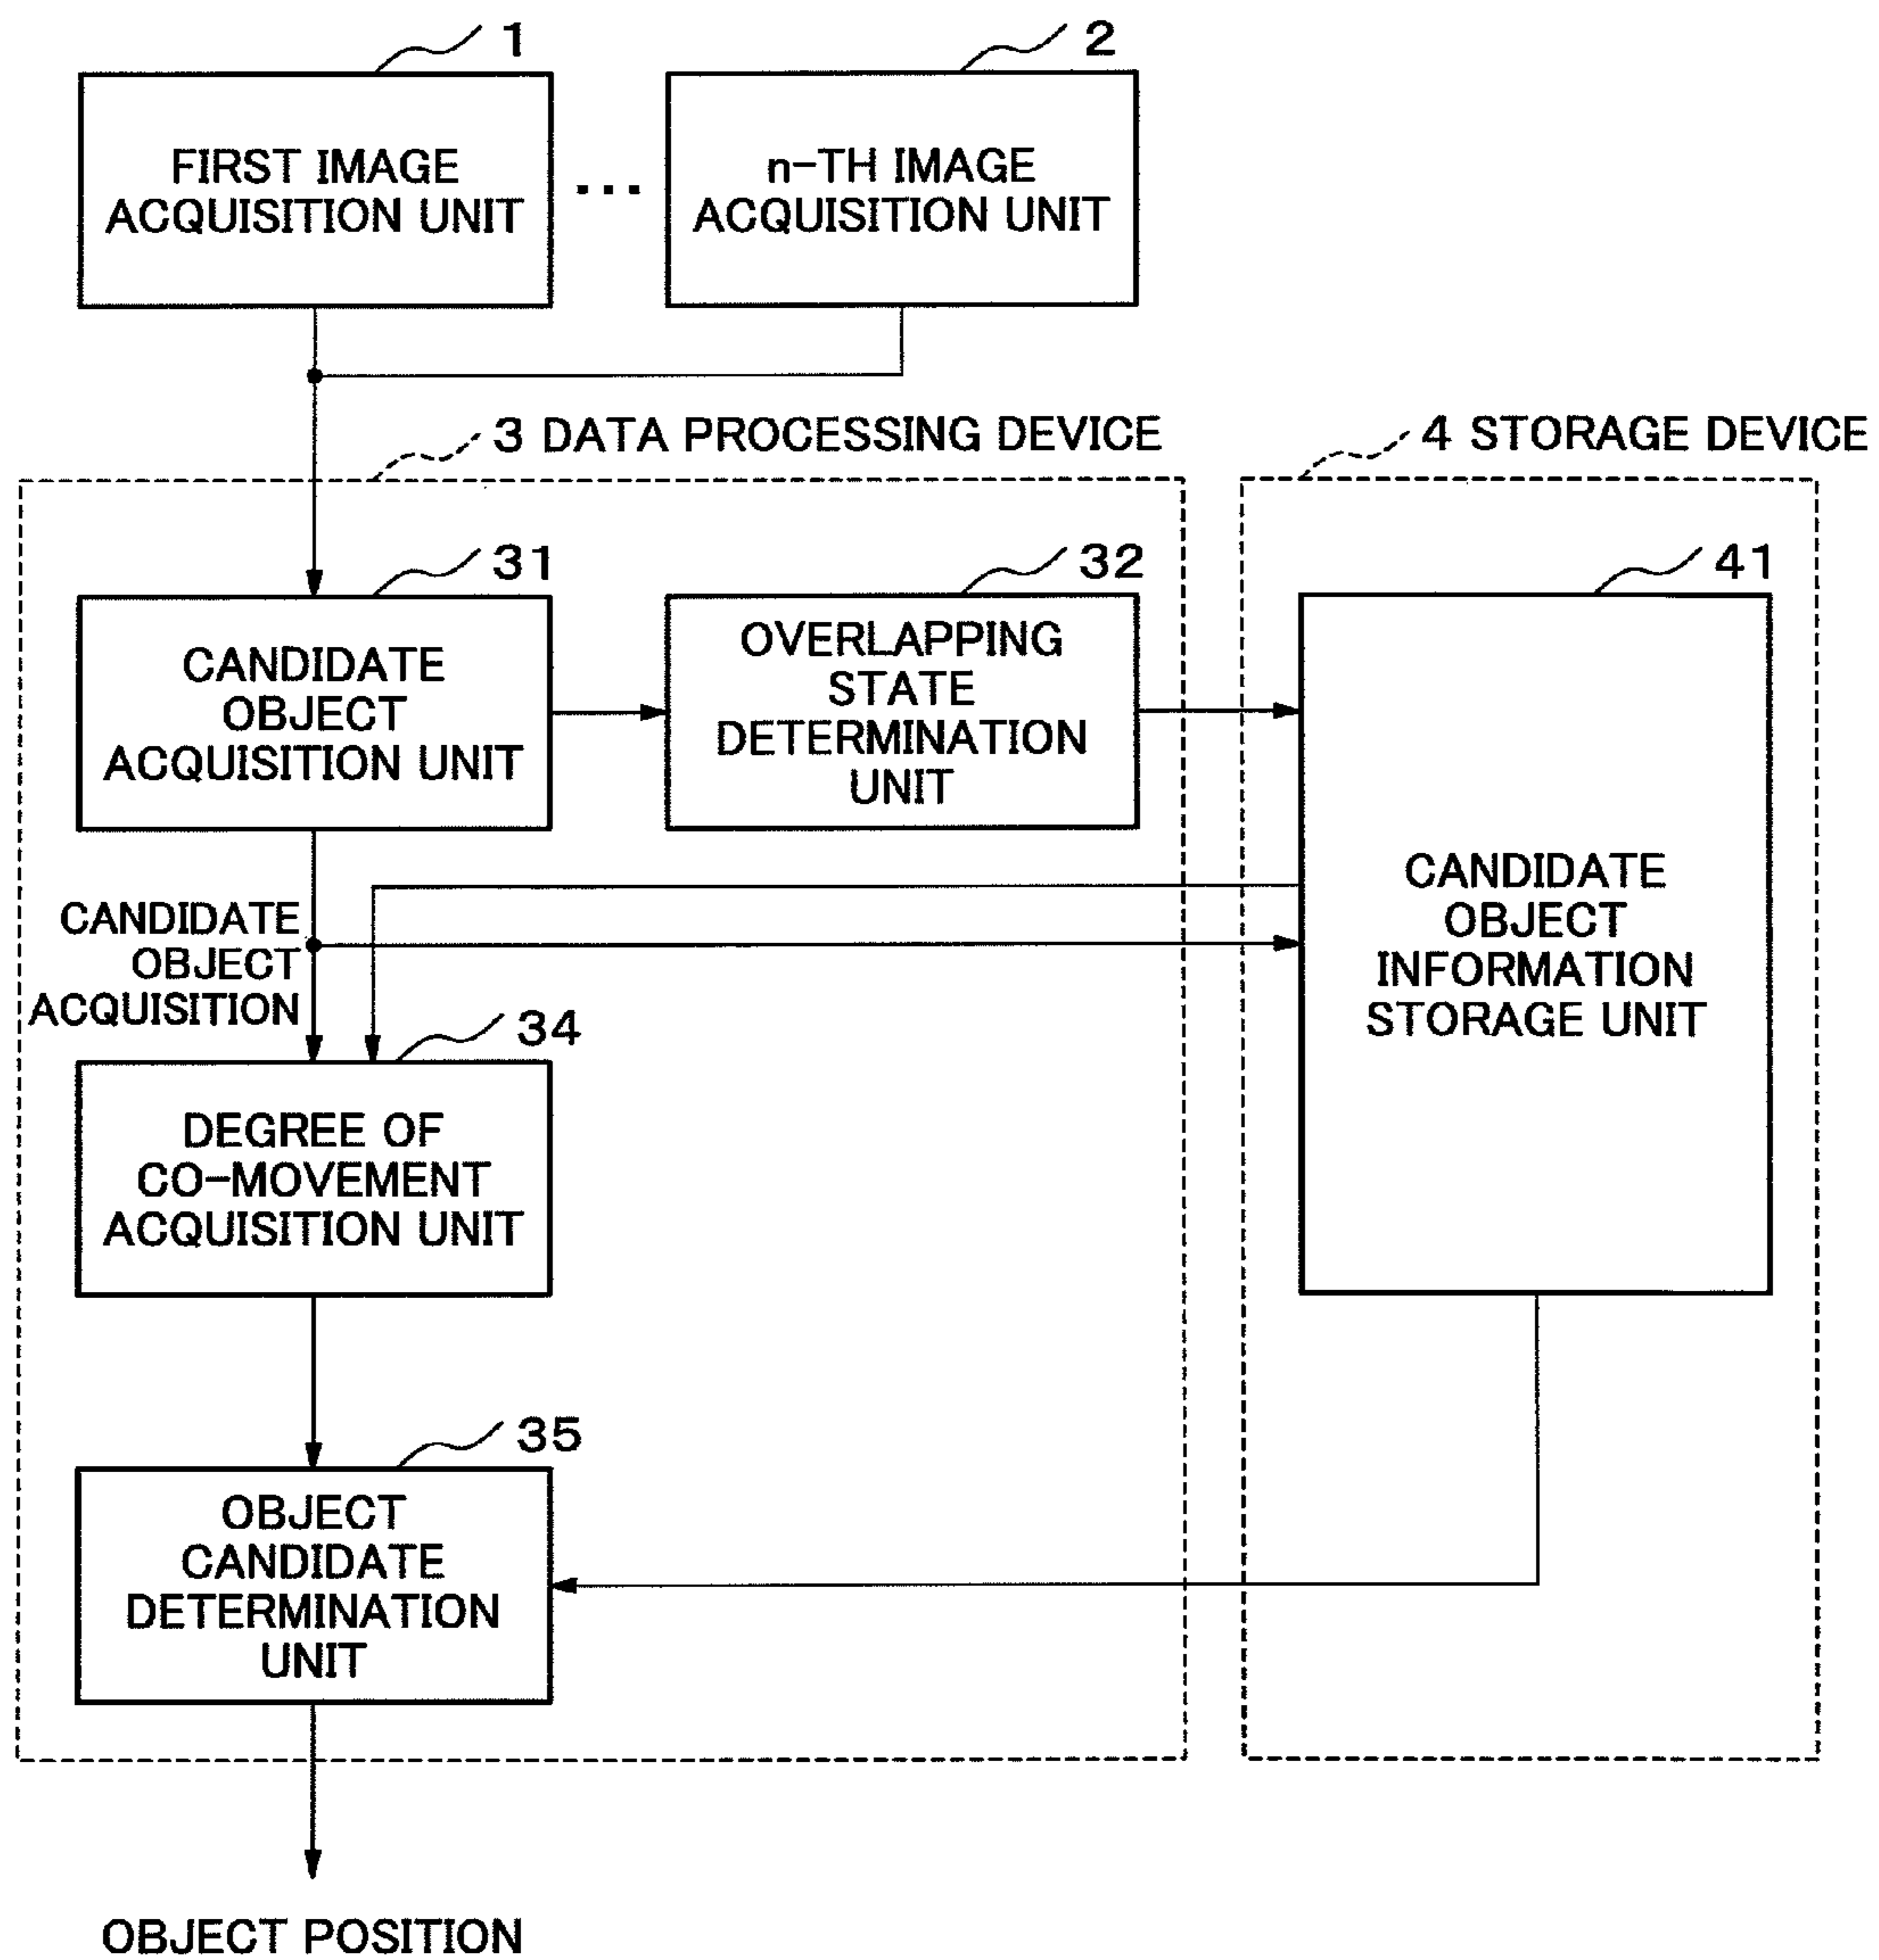 1
2
FIRST IMAGE
ACQUISITION UNIT
...
n-TH IMAGE
ACQUISITION UNIT
3 DATA PROCESSING DEVICE
4 STORAGE DEVICE
31
32
41
CANDIDATE
OBJECT
ACQUISITION UNIT
OVERLAPPING
STATE
DETERMINATION
UNIT
CANDIDATE
OBJECT
INFORMATION
STORAGE UNIT
CANDIDATE
OBJECT
ACQUISITION
34
DEGREE OF
CO-MOVEMENT
ACQUISITION UNIT
35
OBJECT
CANDIDATE
DETERMINATION
UNIT
OBJECT POSITION